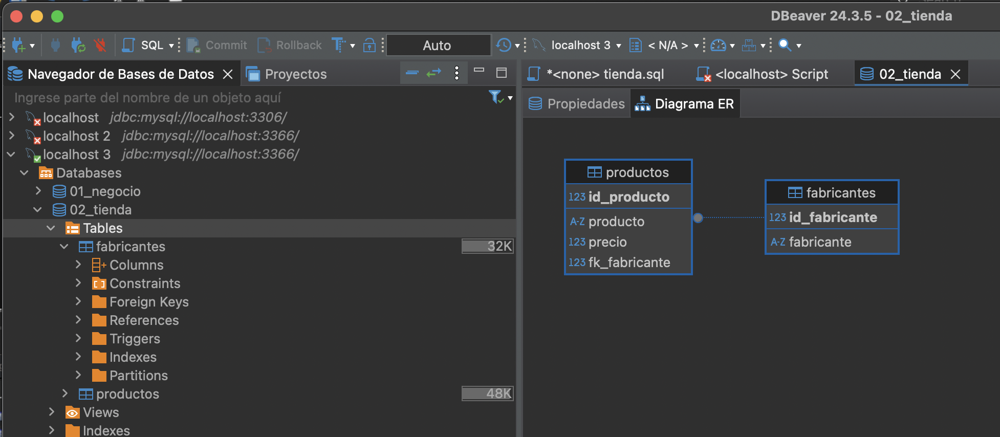 DBeaver 24.3.5 - 02_tienda
SQL Commit Rollback Auto localhost 3 < N/A >
Navegador de Bases de Datos Proyectos
*<none> tienda.sql <localhost> Script 02_tienda
Ingrese parte del nombre de un objeto aquí
Propiedades Diagrama ER
localhost jdbc:mysql://localhost:3306/
localhost 2 jdbc:mysql://localhost:3366/
localhost 3 jdbc:mysql://localhost:3366/
Databases
01_negocio
02_tienda
Tables
fabricantes 32K
Columns
Constraints
Foreign Keys
References
Triggers
Indexes
Partitions
productos 48K
Views
Indexes
productos
123 id_producto
A-Z producto
123 precio
123 fk_fabricante
fabricantes
123 id_fabricante
A-Z fabricante